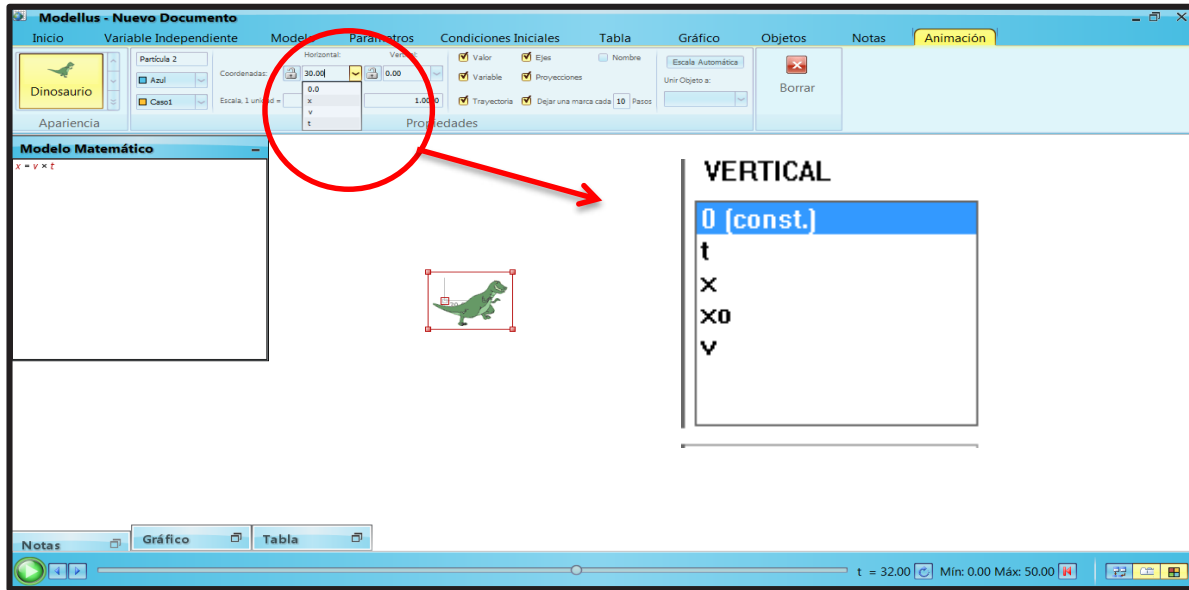 Modellus - Nuevo Documento
Inicio Variable Independiente Modelo Parámetros Condiciones Iniciales Tabla Gráfico Objetos Notas Animación
Dinosaurio
Apariencia
Partícula 2
Azul
Caso1
Horizontal: Vertical:
Coordenadas: 30.00 0.00
Escala, 1 unidad = 1.0000
0.0
x
v
t
Valor Ejes Nombre
Variable Proyecciones
Trayectoria Dejar una marca cada 10 Pasos
Escala Automática
Unir Objeto a:
Propiedades
Borrar
Modelo Matemático
x = v × t
VERTICAL
0 (const.)
t
x
xo
v
Notas Gráfico Tabla
t = 32.00 Mín: 0.00 Máx: 50.00